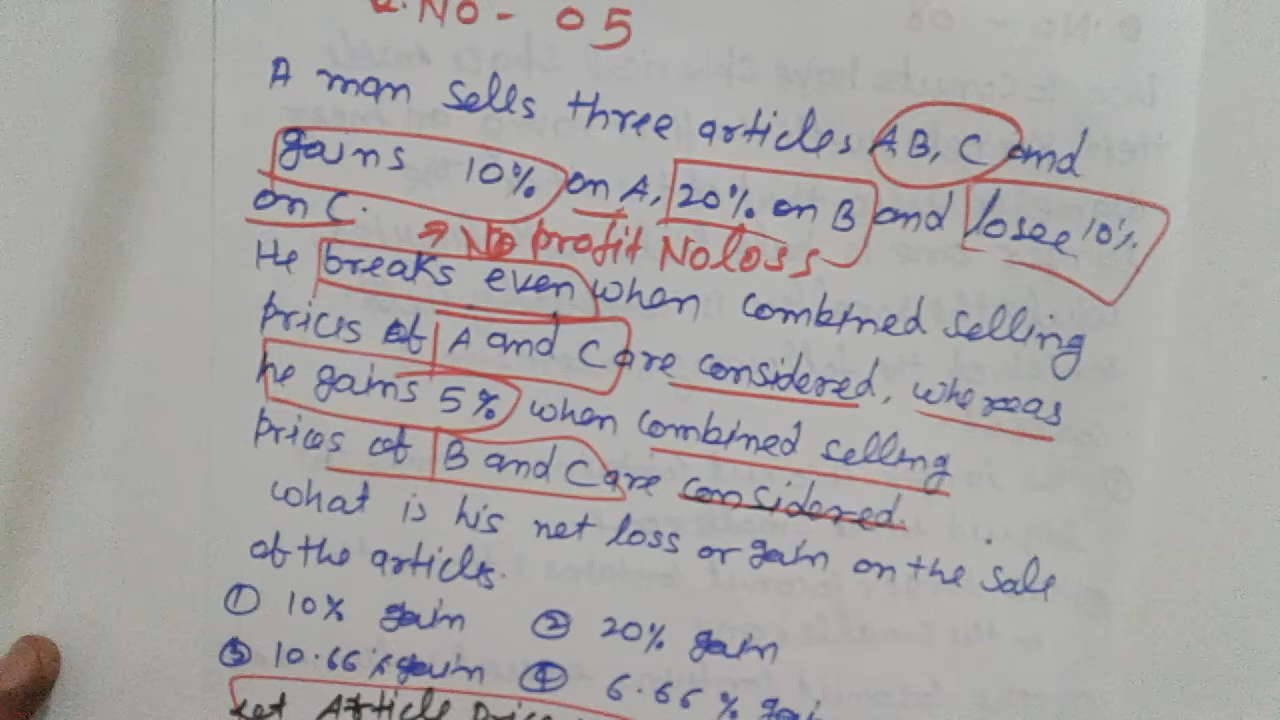 Q.No - 05
A man sells three articles A B, C and
gains 10% on A, 20% on B and losee 10%
on C.
→ No profit No loss
He breaks even when combined selling
prices of A and C are considered, whereas
he gains 5% when combined selling
prices of B and C are considered.
what is his net loss or gain on the sale
of the articles.
① 10% gain ② 20% gain
③ 10.66% gain ④ 6.66% gain
Let Article Price